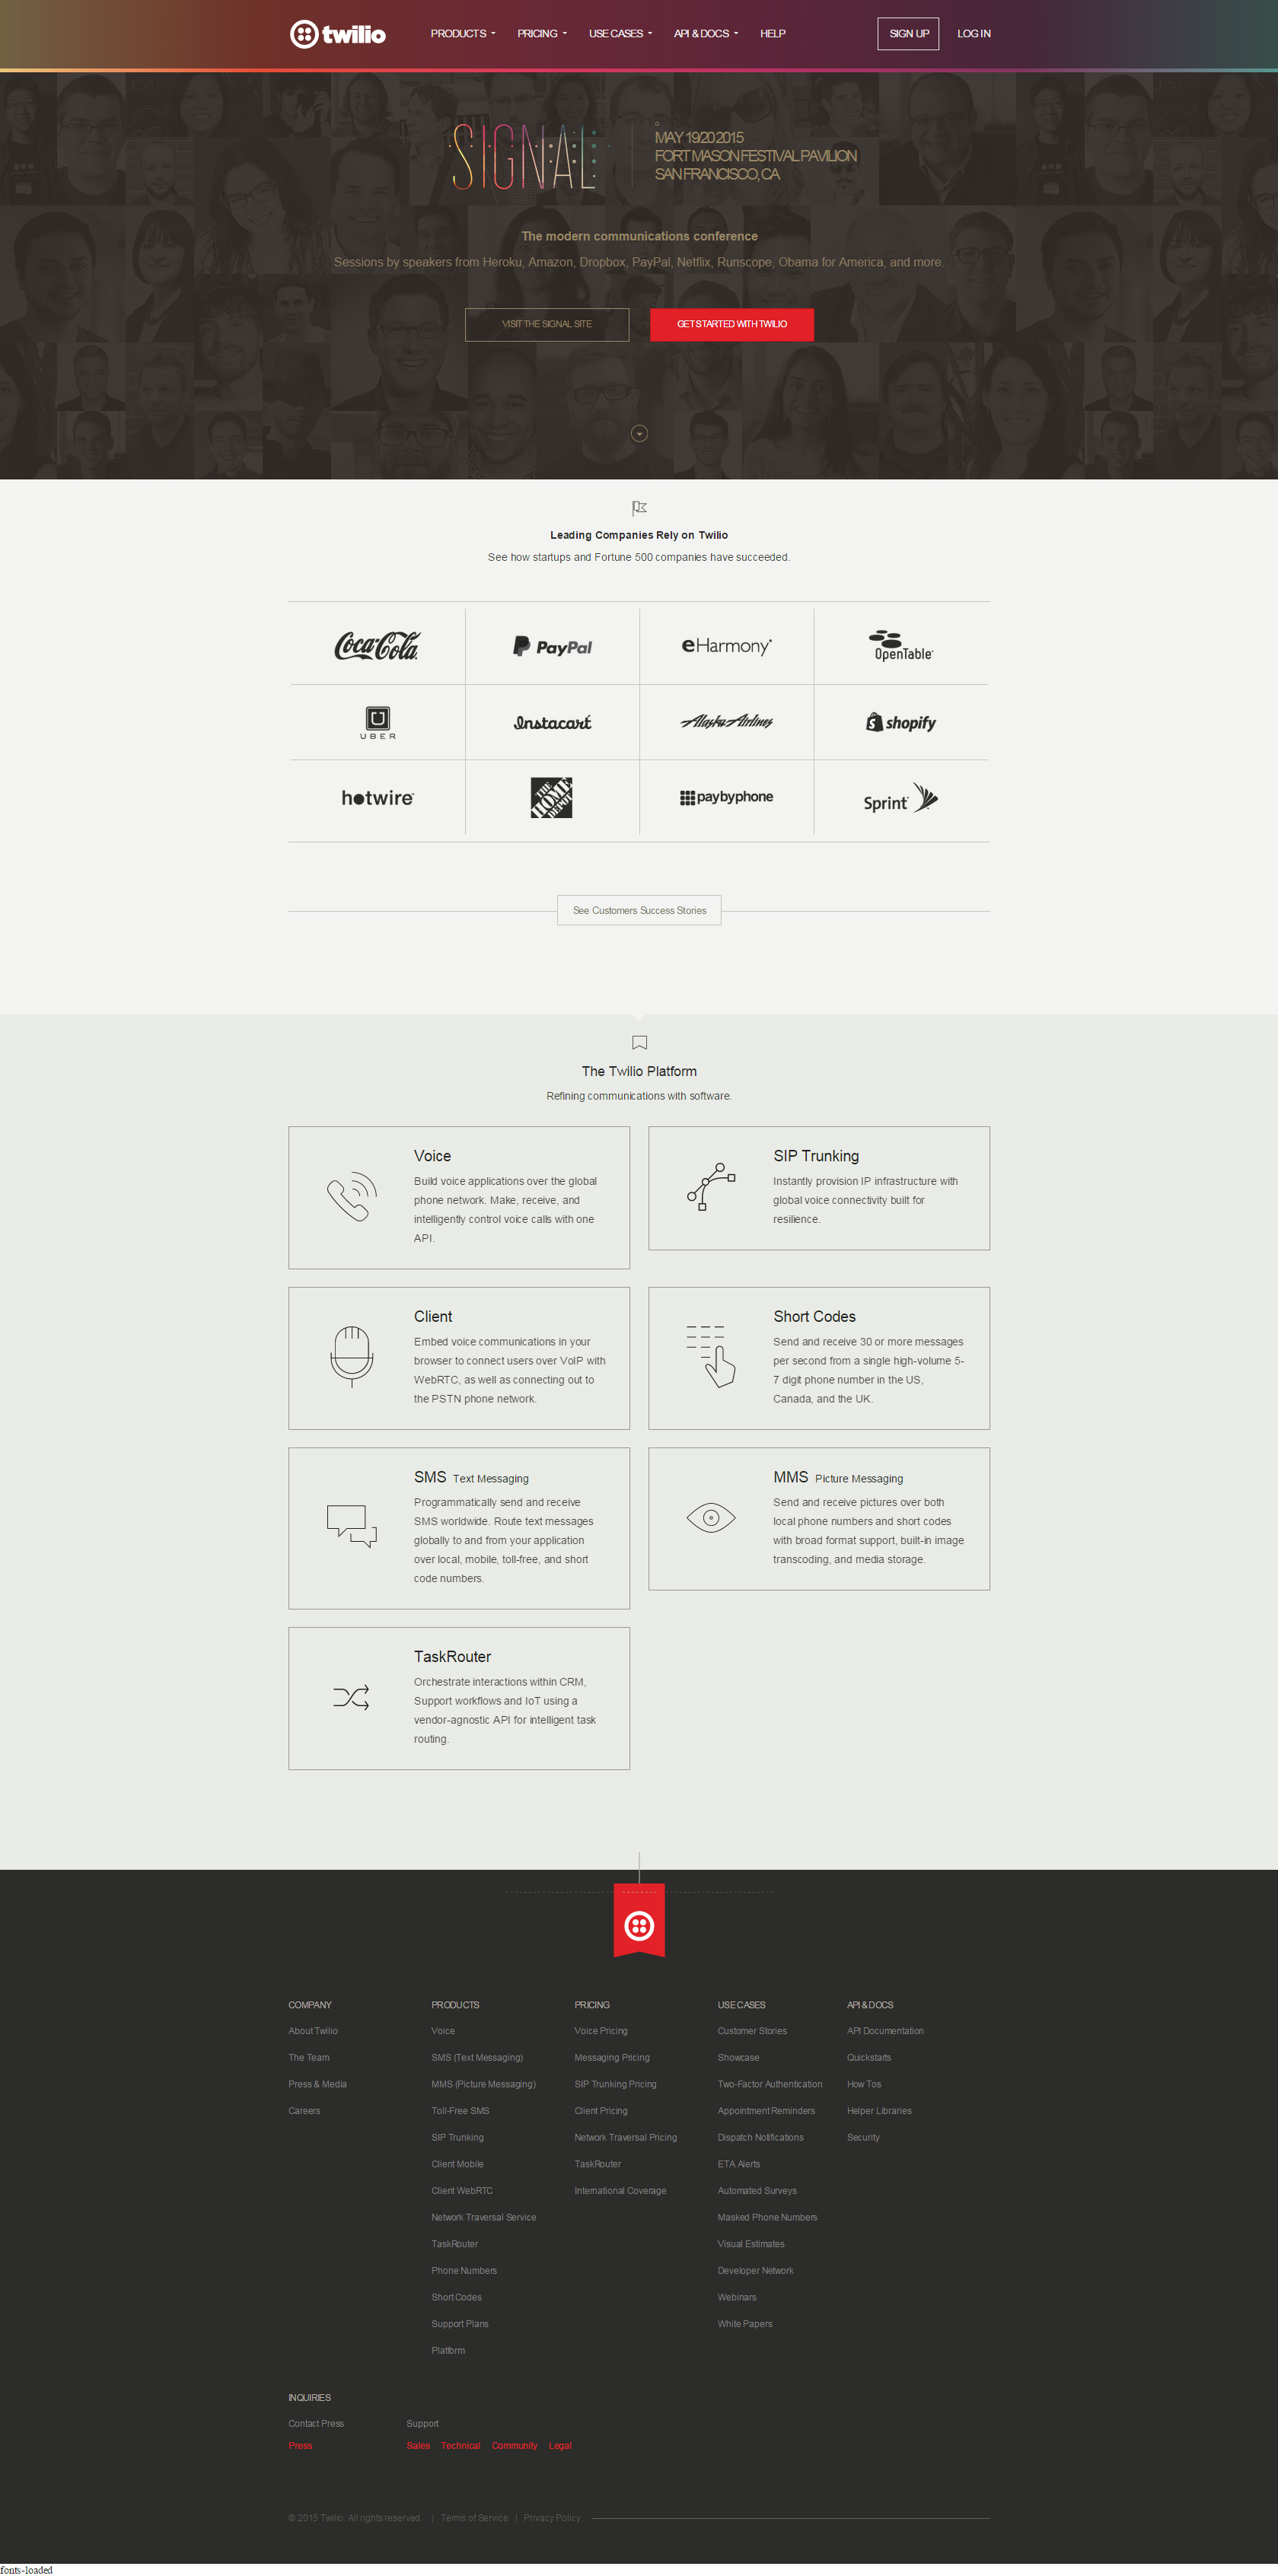 twilio
PRODUCTS PRICING USE CASES API & DOCS HELP SIGN UP LOG IN
SIGNAL
MAY 19 20 2015
FORT MASON FESTIVAL PAVILION
SAN FRANCISCO, CA
The modern communications conference
Sessions by speakers from Heroku, Amazon, Dropbox, PayPal, Netflix, Runscope, Obama for America, and more.
VISIT THE SIGNAL SITE GET STARTED WITH TWILIO
Leading Companies Rely on Twilio
See how startups and Fortune 500 companies have succeeded.
Coca-Cola PayPal eHarmony OpenTable
UBER Instacart Alaska Airlines shopify
hotwire THE HOME DEPOT paybyphone Sprint
See Customers Success Stories
The Twilio Platform
Refining communications with software.
Voice
Build voice applications over the global
phone network. Make, receive, and
intelligently control voice calls with one
API.
SIP Trunking
Instantly provision IP infrastructure with
global voice connectivity built for
resilience.
Client
Embed voice communications in your
browser to connect users over VoIP with
WebRTC, as well as connecting out to
the PSTN phone network.
Short Codes
Send and receive 30 or more messages
per second from a single high-volume 5-
7 digit phone number in the US,
Canada, and the UK.
SMS Text Messaging
Programmatically send and receive
SMS worldwide. Route text messages
globally to and from your application
over local, mobile, toll-free, and short
code numbers.
MMS Picture Messaging
Send and receive pictures over both
local phone numbers and short codes
with broad format support, built-in image
transcoding, and media storage.
TaskRouter
Orchestrate interactions within CRM,
Support workflows and IoT using a
vendor-agnostic API for intelligent task
routing.
COMPANY
About Twilio
The Team
Press & Media
Careers
PRODUCTS
Voice
SMS (Text Messaging)
MMS (Picture Messaging)
Toll-Free SMS
SIP Trunking
Client Mobile
Client WebRTC
Network Traversal Service
TaskRouter
Phone Numbers
Short Codes
Support Plans
Platform
PRICING
Voice Pricing
Messaging Pricing
SIP Trunking Pricing
Client Pricing
Network Traversal Pricing
TaskRouter
International Coverage
USE CASES
Customer Stories
Showcase
Two-Factor Authentication
Appointment Reminders
Dispatch Notifications
ETA Alerts
Automated Surveys
Masked Phone Numbers
Visual Estimates
Developer Network
Webinars
White Papers
API & DOCS
API Documentation
Quickstarts
How Tos
Helper Libraries
Security
INQUIRIES
Contact Press Support
Press Sales Technical Community Legal
© 2015 Twilio. All rights reserved. | Terms of Service | Privacy Policy
fonts-loaded